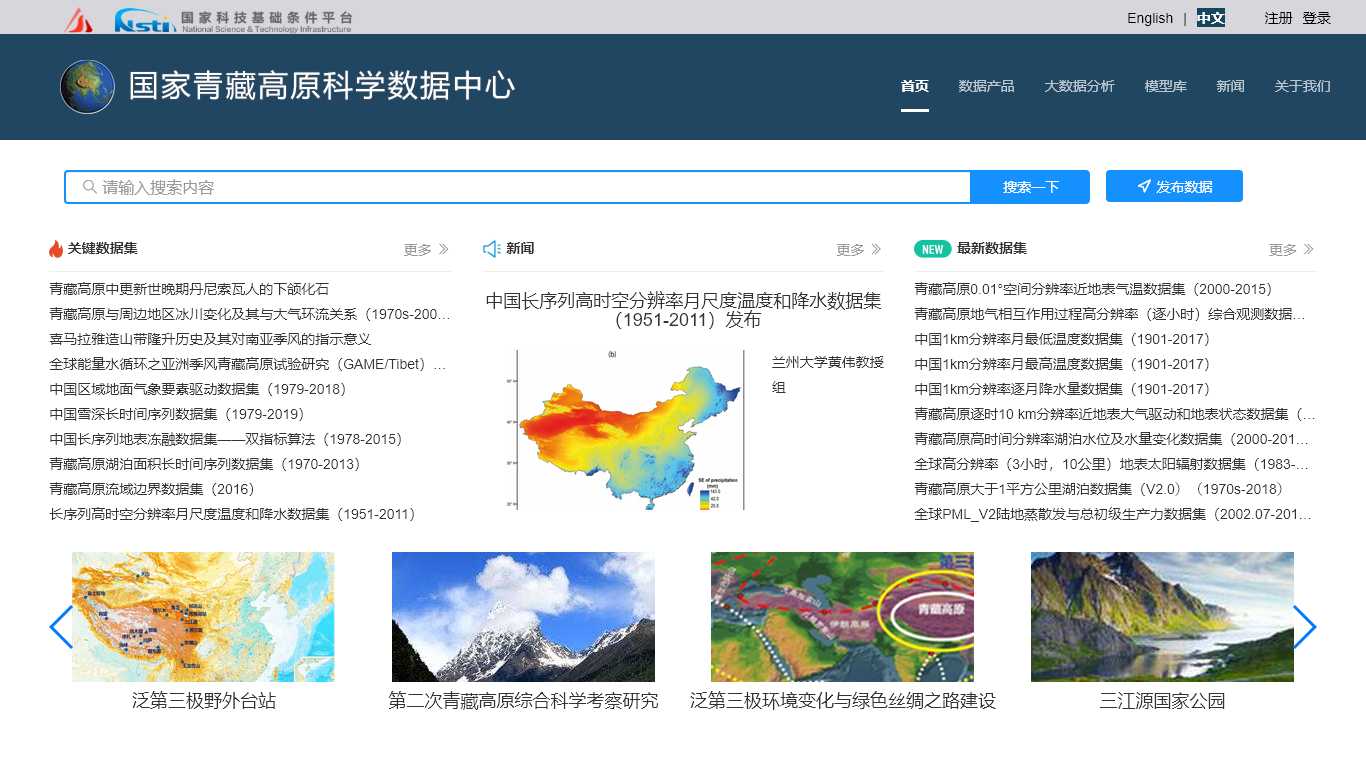 Nsti 国家科技基础条件平台
National Science & Technology Infrastructure
English | 中文 注册 登录
国家青藏高原科学数据中心
首页 数据产品 大数据分析 模型库 新闻 关于我们
请输入搜索内容 搜索一下 发布数据
关键数据集 更多
青藏高原中更新世晚期丹尼索瓦人的下颌化石
青藏高原与周边地区冰川变化及其与大气环流关系（1970s-200…
喜马拉雅造山带隆升历史及其对南亚季风的指示意义
全球能量水循环之亚洲季风青藏高原试验研究（GAME/Tibet）…
中国区域地面气象要素驱动数据集（1979-2018）
中国雪深长时间序列数据集（1979-2019）
中国长序列地表冻融数据集——双指标算法（1978-2015）
青藏高原湖泊面积长时间序列数据集（1970-2013）
青藏高原流域边界数据集（2016）
长序列高时空分辨率月尺度温度和降水数据集（1951-2011）
新闻 更多
中国长序列高时空分辨率月尺度温度和降水数据集
（1951-2011）发布
(b)
SE of precipitation
(mm)
兰州大学黄伟教授
组
NEW 最新数据集 更多
青藏高原0.01°空间分辨率近地表气温数据集（2000-2015）
青藏高原地气相互作用过程高分辨率（逐小时）综合观测数据…
中国1km分辨率月最低温度数据集（1901-2017）
中国1km分辨率月最高温度数据集（1901-2017）
中国1km分辨率逐月降水量数据集（1901-2017）
青藏高原逐时10 km分辨率近地表大气驱动和地表状态数据集（…
青藏高原高时间分辨率湖泊水位及水量变化数据集（2000-201…
全球高分辨率（3小时，10公里）地表太阳辐射数据集（1983-…
青藏高原大于1平方公里湖泊数据集（V2.0）（1970s-2018）
全球PML_V2陆地蒸散发与总初级生产力数据集（2002.07-201…
第三
青藏高原
伊朗高原
泛第三极野外台站
第二次青藏高原综合科学考察研究
泛第三极环境变化与绿色丝绸之路建设
三江源国家公园